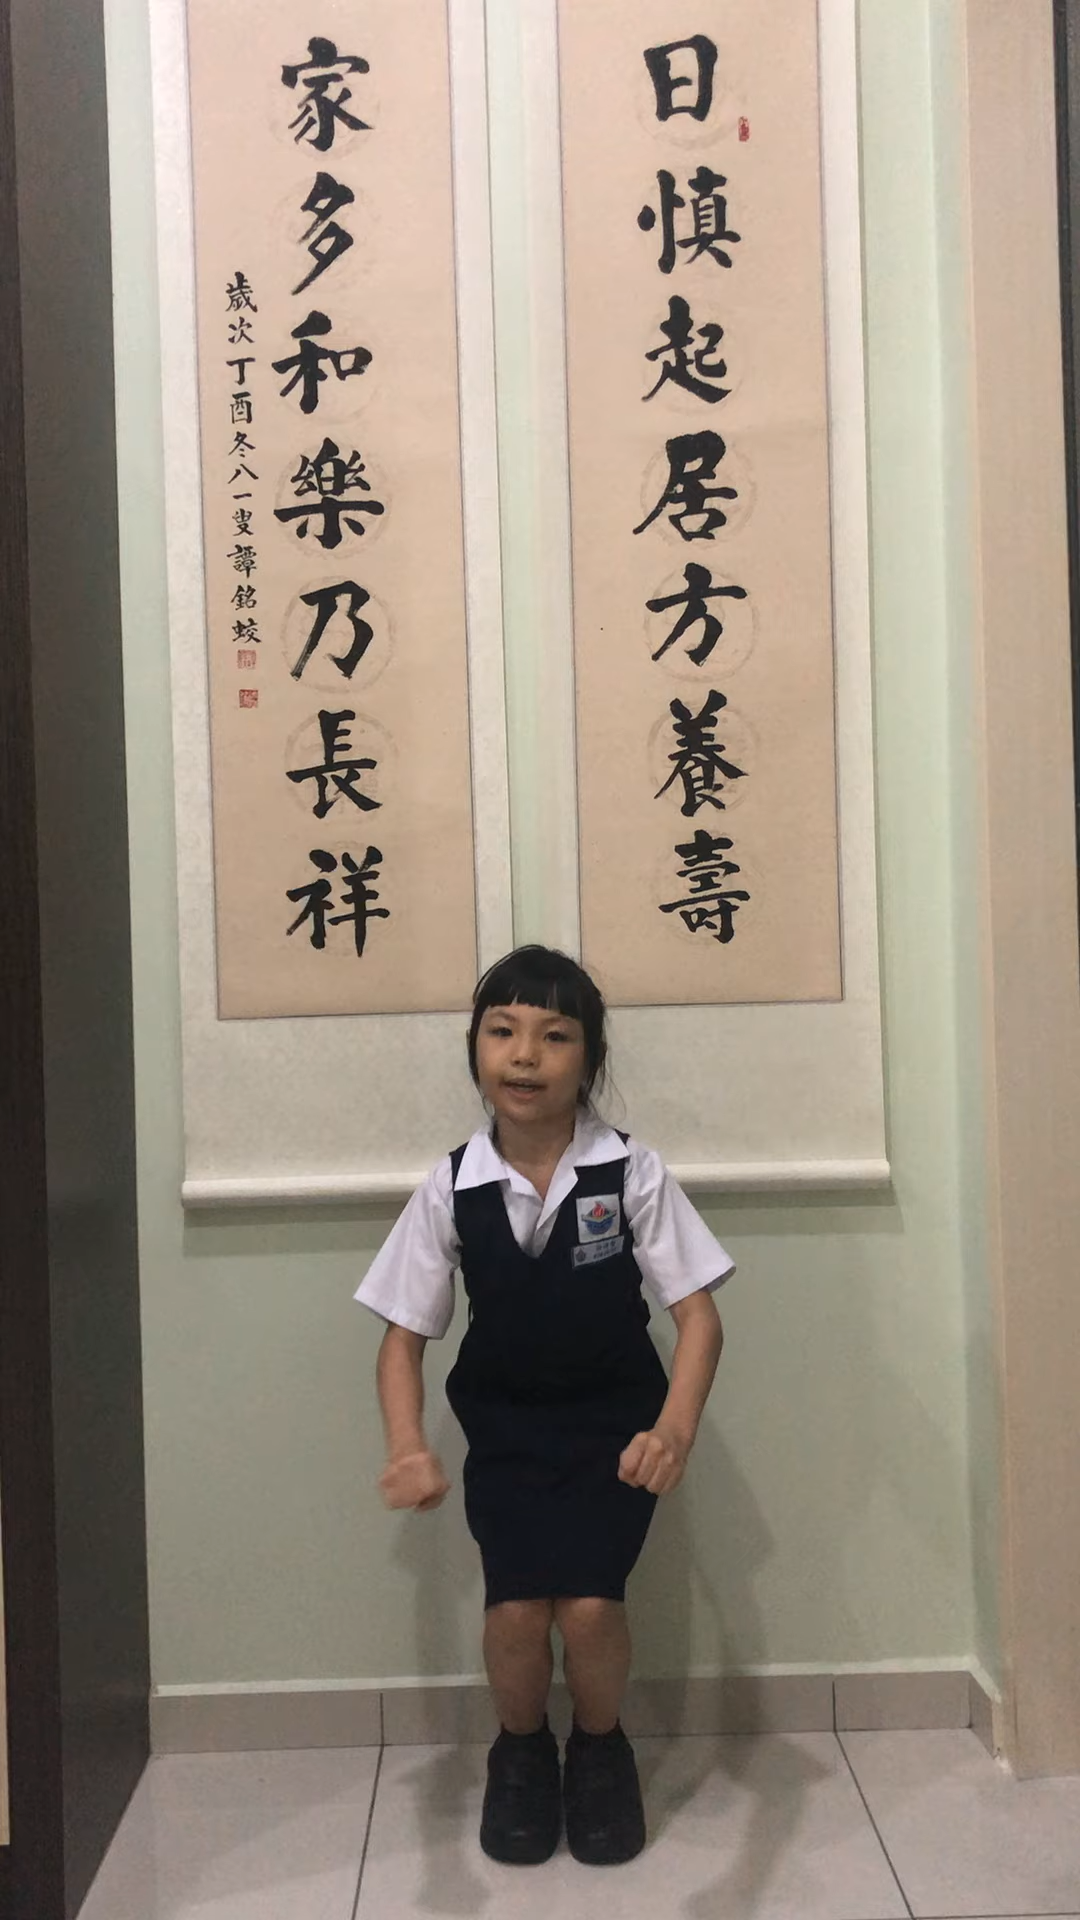 日慎起居方養壽
家多和樂乃長祥
歲次丁酉冬八一叟譚銘蛟